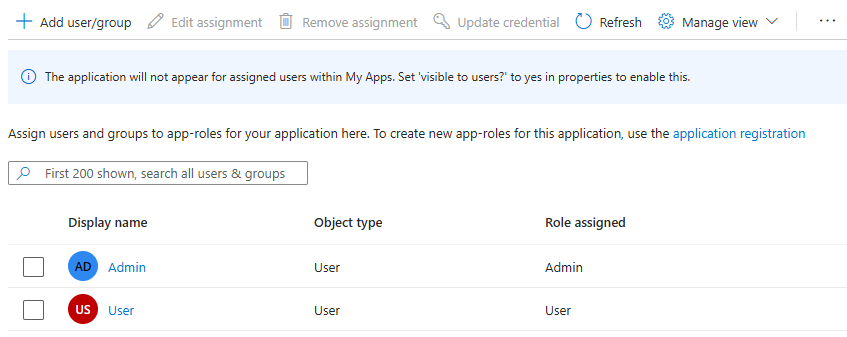 Add user/group Edit assignment Remove assignment Update credential Refresh Manage view ...
The application will not appear for assigned users within My Apps. Set 'visible to users?' to yes in properties to enable this.
Assign users and groups to app-roles for your application here. To create new app-roles for this application, use the application registration
First 200 shown, search all users & groups
Display name Object type Role assigned
AD Admin User Admin
US User User User